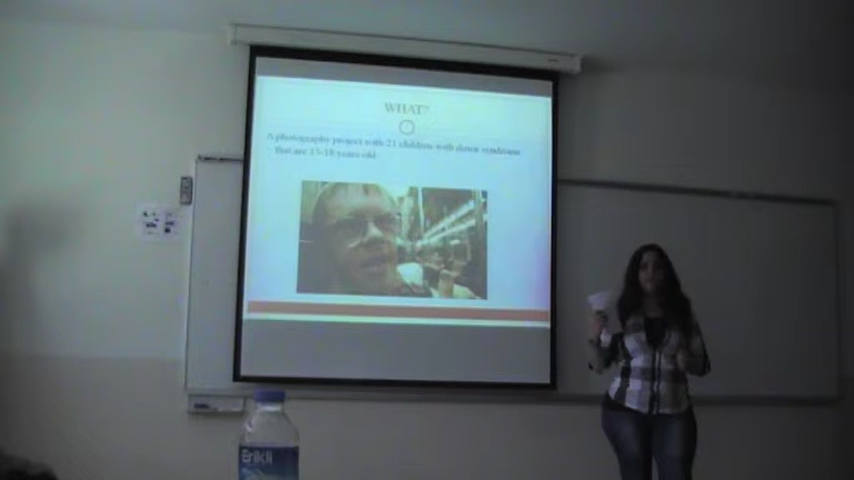 WHAT?
A photography project with 21 children with down syndrome
that are 13-18 years old.
Erikli